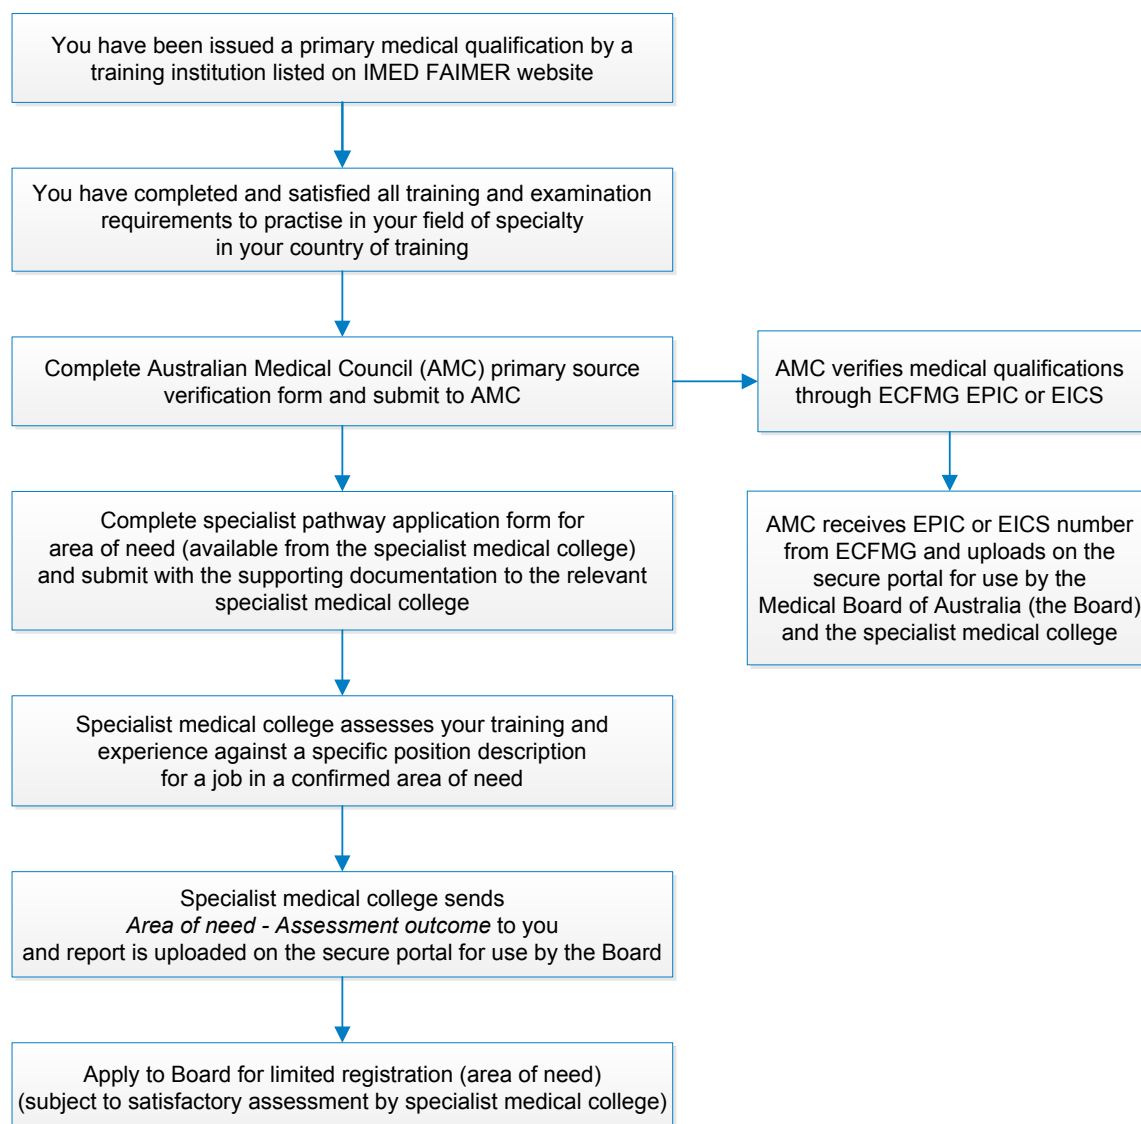 You have been issued a primary medical qualification by a
training institution listed on IMED FAIMER website
You have completed and satisfied all training and examination
requirements to practise in your field of specialty
in your country of training
Complete Australian Medical Council (AMC) primary source
verification form and submit to AMC
AMC verifies medical qualifications
through ECFMG EPIC or EICS
Complete specialist pathway application form for
area of need (available from the specialist medical college)
and submit with the supporting documentation to the relevant
specialist medical college
AMC receives EPIC or EICS number
from ECFMG and uploads on the
secure portal for use by the
Medical Board of Australia (the Board)
and the specialist medical college
Specialist medical college assesses your training and
experience against a specific position description
for a job in a confirmed area of need
Specialist medical college sends
Area of need - Assessment outcome to you
and report is uploaded on the secure portal for use by the Board
Apply to Board for limited registration (area of need)
(subject to satisfactory assessment by specialist medical college)